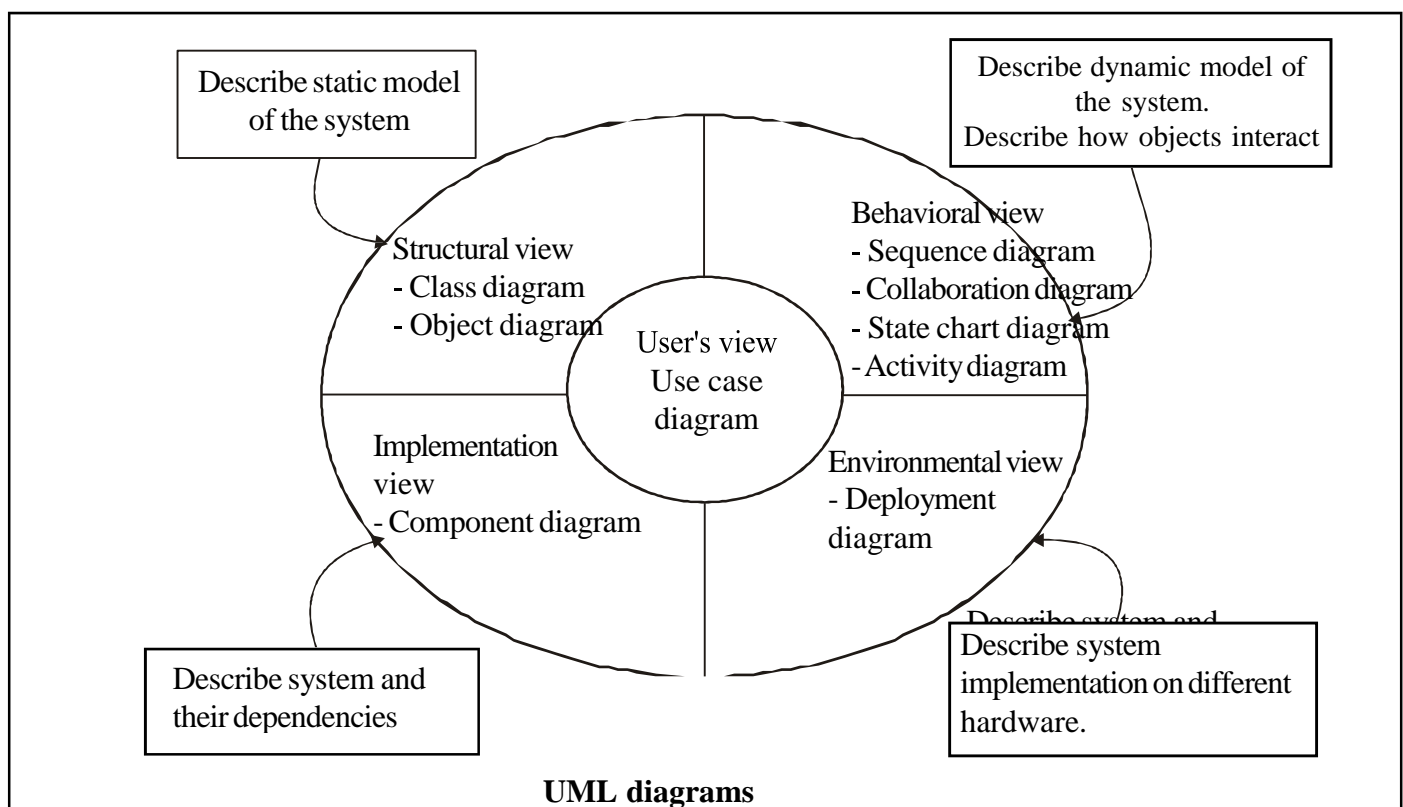 Describe static model
of the system
Describe dynamic model of
the system.
Describe how objects interact
Structural view
- Class diagram
- Object diagram
Behavioral view
- Sequence diagram
- Collaboration diagram
- State chart diagram
- Activity diagram
User's view
Use case
diagram
Implementation
view
- Component diagram
Environmental view
- Deployment
diagram
Describe system and
their dependencies
Describe system and
Describe system
implementation on different
hardware.
UML diagrams